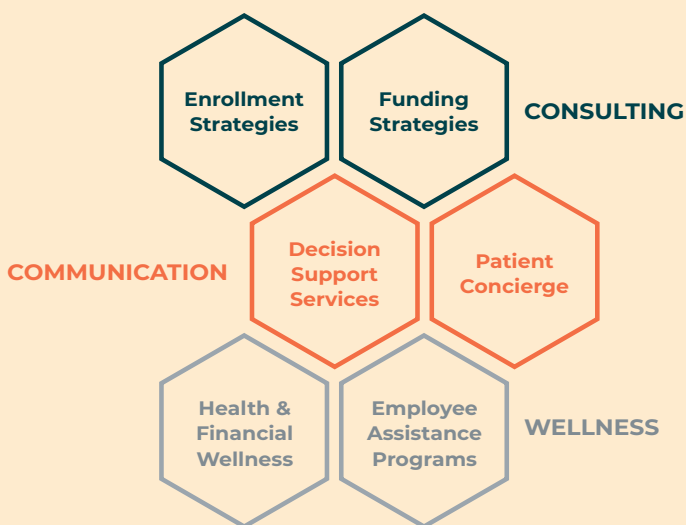 Enrollment
Strategies
Funding
Strategies
CONSULTING
COMMUNICATION
Decision
Support
Services
Patient
Concierge
Health &
Financial
Wellness
Employee
Assistance
Programs
WELLNESS